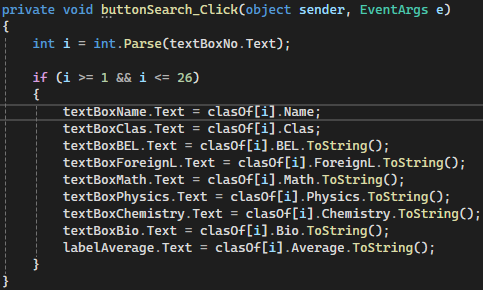 private void buttonSearch_Click(object sender, EventArgs e)
{
    int i = int.Parse(textBoxNo.Text);

    if (i >= 1 && i <= 26)
    {
        textBoxName.Text = clasOf[i].Name;
        textBoxClas.Text = clasOf[i].Clas;
        textBoxBEL.Text = clasOf[i].BEL.ToString();
        textBoxForeignL.Text = clasOf[i].ForeignL.ToString();
        textBoxMath.Text = clasOf[i].Math.ToString();
        textBoxPhysics.Text = clasOf[i].Physics.ToString();
        textBoxChemistry.Text = clasOf[i].Chemistry.ToString();
        textBoxBio.Text = clasOf[i].Bio.ToString();
        labelAverage.Text = clasOf[i].Average.ToString();
    }
}